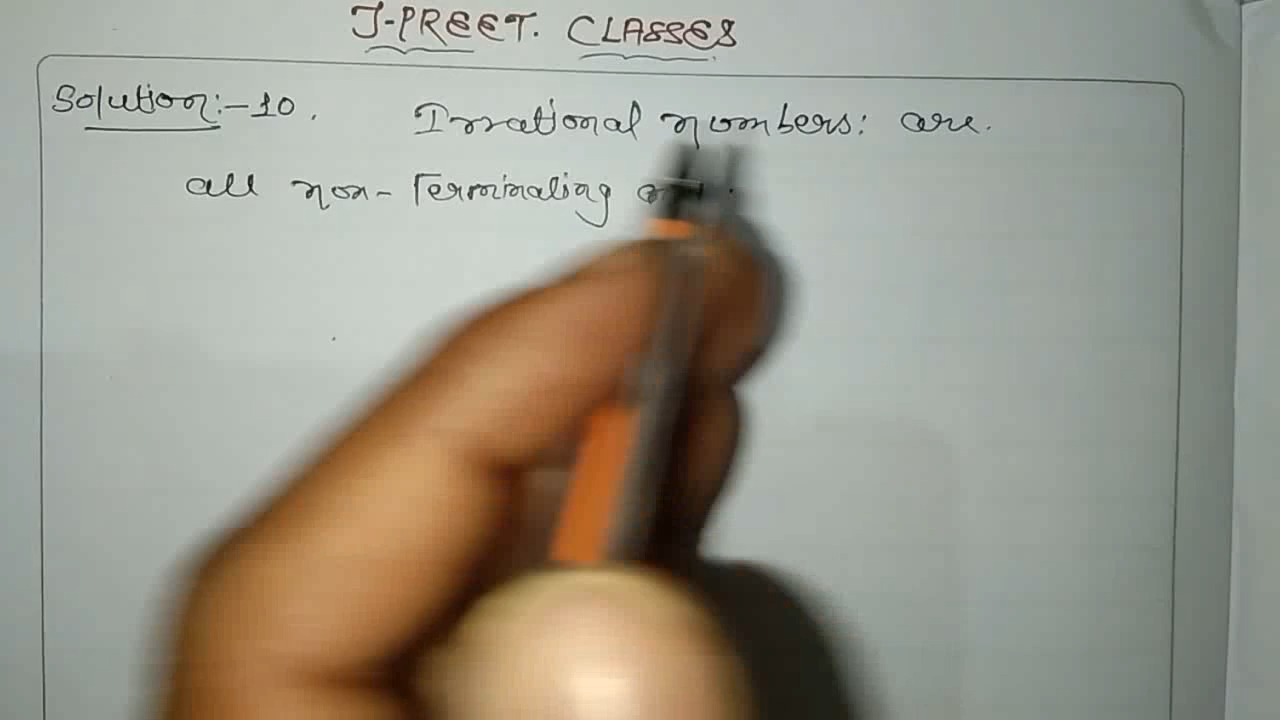 J-PREET. CLASSES
Solution:-10. Irrational numbers: are.
all non-Terminating